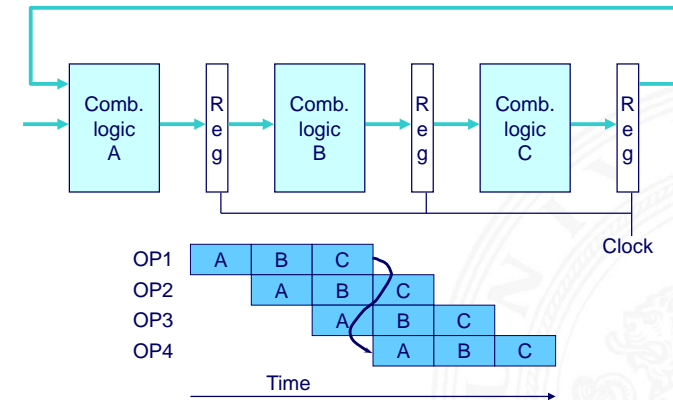 Comb.
logic
A
R
e
g
Comb.
logic
B
R
e
g
Comb.
logic
C
R
e
g
Clock
OP1 A B C
OP2 A B C
OP3 A B C
OP4 A B C
Time